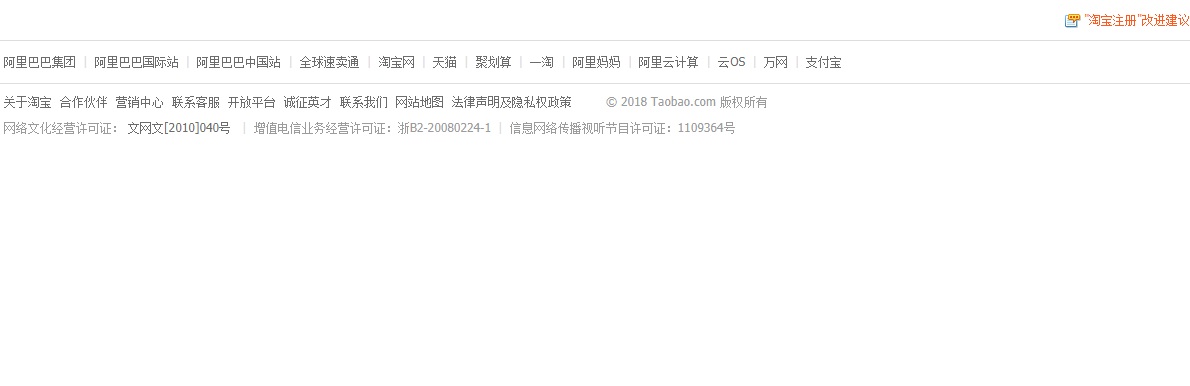 "淘宝注册"改进建议
阿里巴巴集团 | 阿里巴巴国际站 | 阿里巴巴中国站 | 全球速卖通 | 淘宝网 | 天猫 | 聚划算 | 一淘 | 阿里妈妈 | 阿里云计算 | 云OS | 万网 | 支付宝
关于淘宝 合作伙伴 营销中心 联系客服 开放平台 诚征英才 联系我们 网站地图 法律声明及隐私权政策 © 2018 Taobao.com 版权所有
网络文化经营许可证： 文网文[2010]040号 | 增值电信业务经营许可证：浙B2-20080224-1 | 信息网络传播视听节目许可证：1109364号